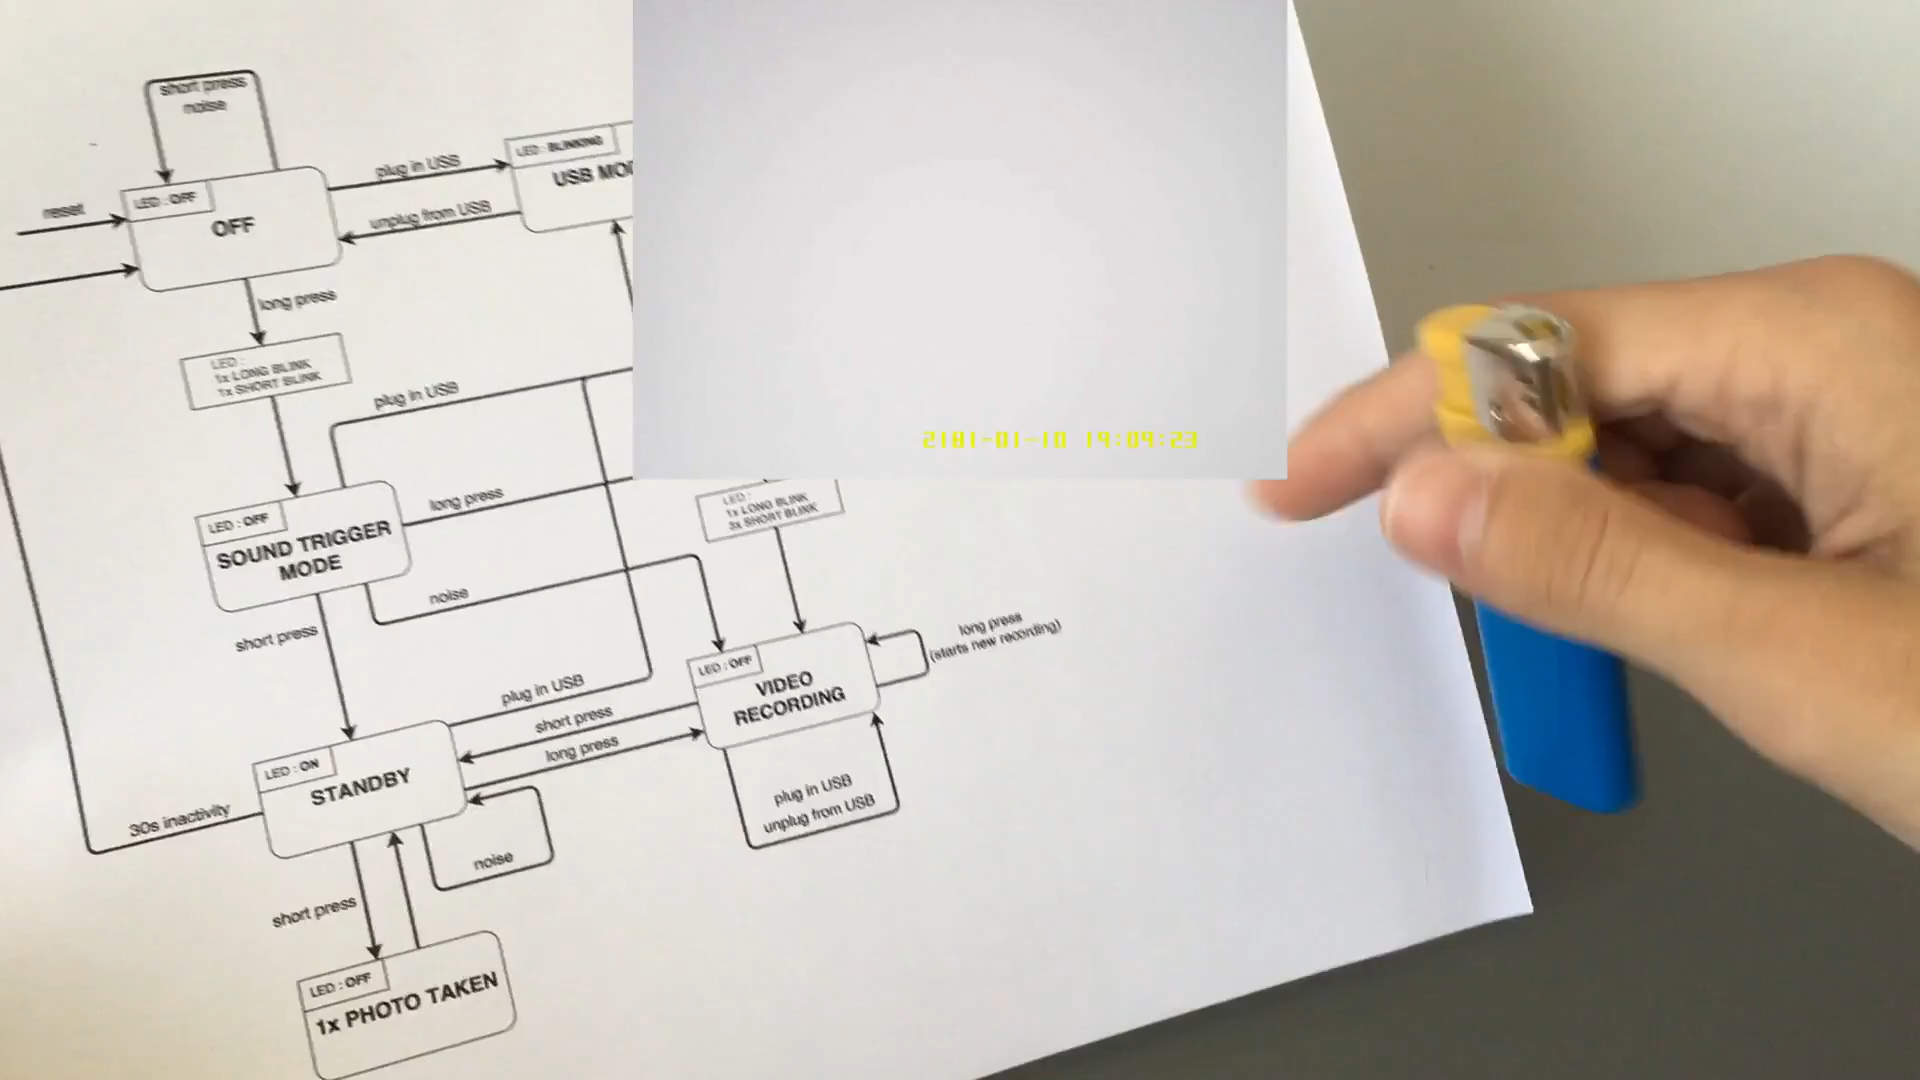 short press
noise
LED : BLINKING
USB MO
plug in USB
unplug from USB
reset
LED : OFF
OFF
long press
LED :
1x LONG BLINK
1x SHORT BLINK
plug in USB
2181-01-10 19:09:23
LED : OFF
SOUND TRIGGER
MODE
long press
LED :
1x LONG BLINK
3x SHORT BLINK
noise
short press
LED : OFF
VIDEO
RECORDING
long press
(starts new recording)
plug in USB
short press
long press
LED : ON
STANDBY
plug in USB
unplug from USB
30s inactivity
noise
short press
LED : OFF
1x PHOTO TAKEN